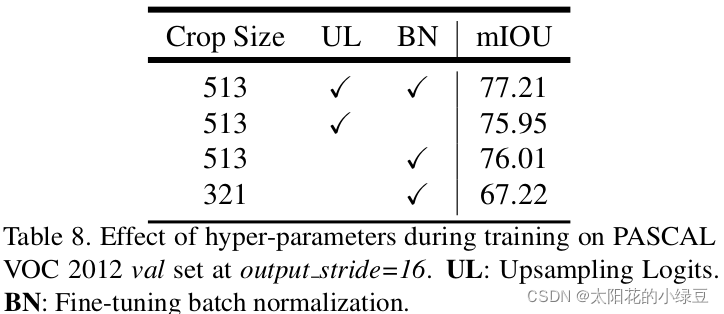 Crop Size UL BN mIOU
513 ✓ ✓ 77.21
513 ✓ 75.95
513 ✓ 76.01
321 ✓ 67.22
Table 8. Effect of hyper-parameters during training on PASCAL
VOC 2012 val set at output_stride=16. UL: Upsampling Logits.
BN: Fine-tuning batch normalization.
CSDN @太阳花的小绿豆